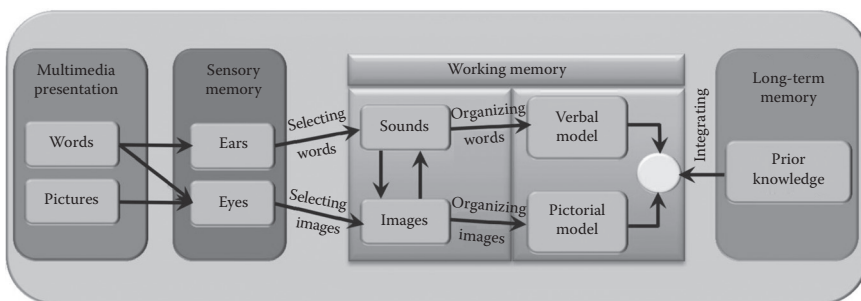 Multimedia
presentation
Words
Pictures
Sensory
memory
Ears
Eyes
Selecting
words
Selecting
images
Working memory
Sounds
Images
Organizing
words
Organizing
images
Verbal
model
Pictorial
model
Integrating
Long-term
memory
Prior
knowledge